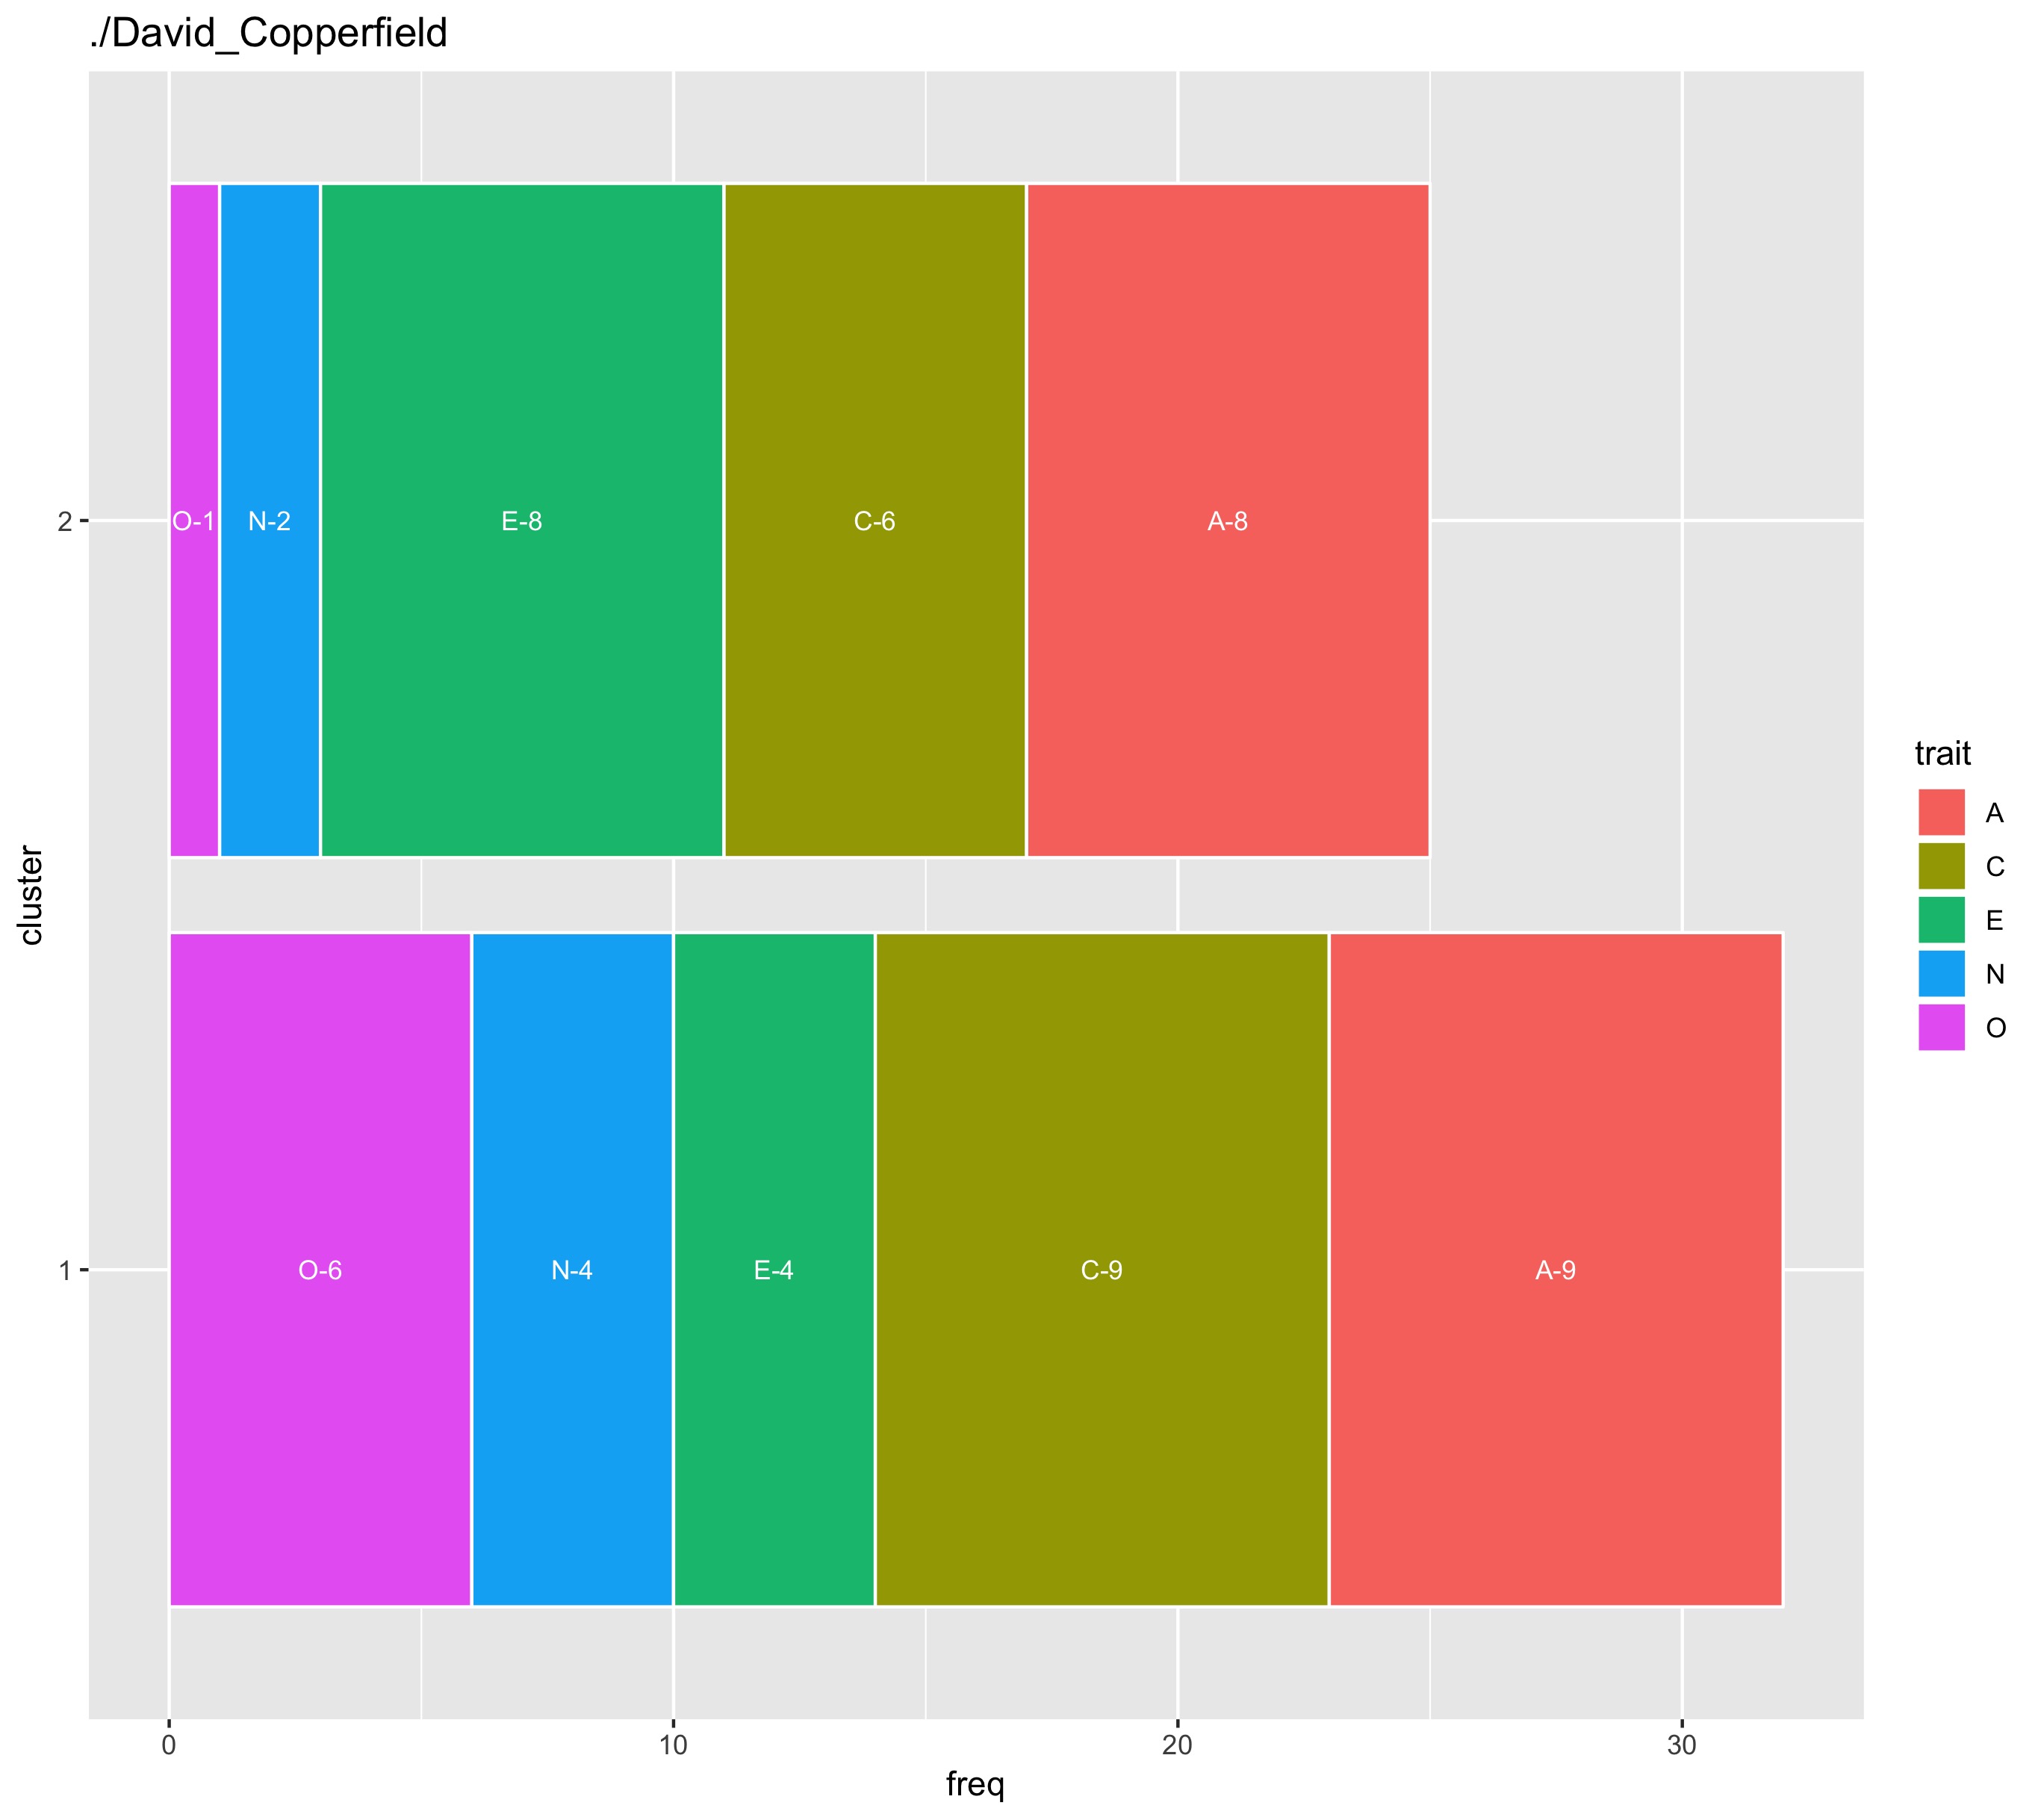 ./David_Copperfield
cluster
2
O-1 N-2 E-8 C-6 A-8
1
O-6 N-4 E-4 C-9 A-9
0 10 20 30
freq
trait
A
C
E
N
O